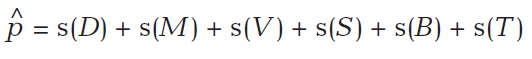 p̂ = s(D) + s(M) + s(V) + s(S) + s(B) + s(T)